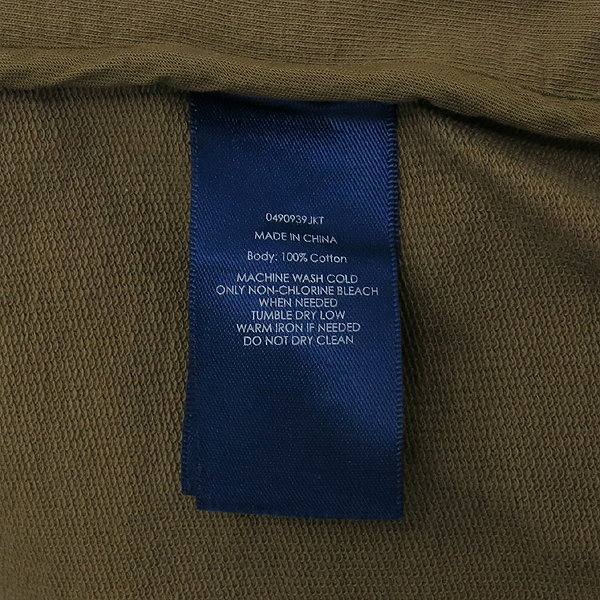 0490939JKT
MADE IN CHINA
Body: 100% Cotton
MACHINE WASH COLD
ONLY NON-CHLORINE BLEACH
WHEN NEEDED
TUMBLE DRY LOW
WARM IRON IF NEEDED
DO NOT DRY CLEAN